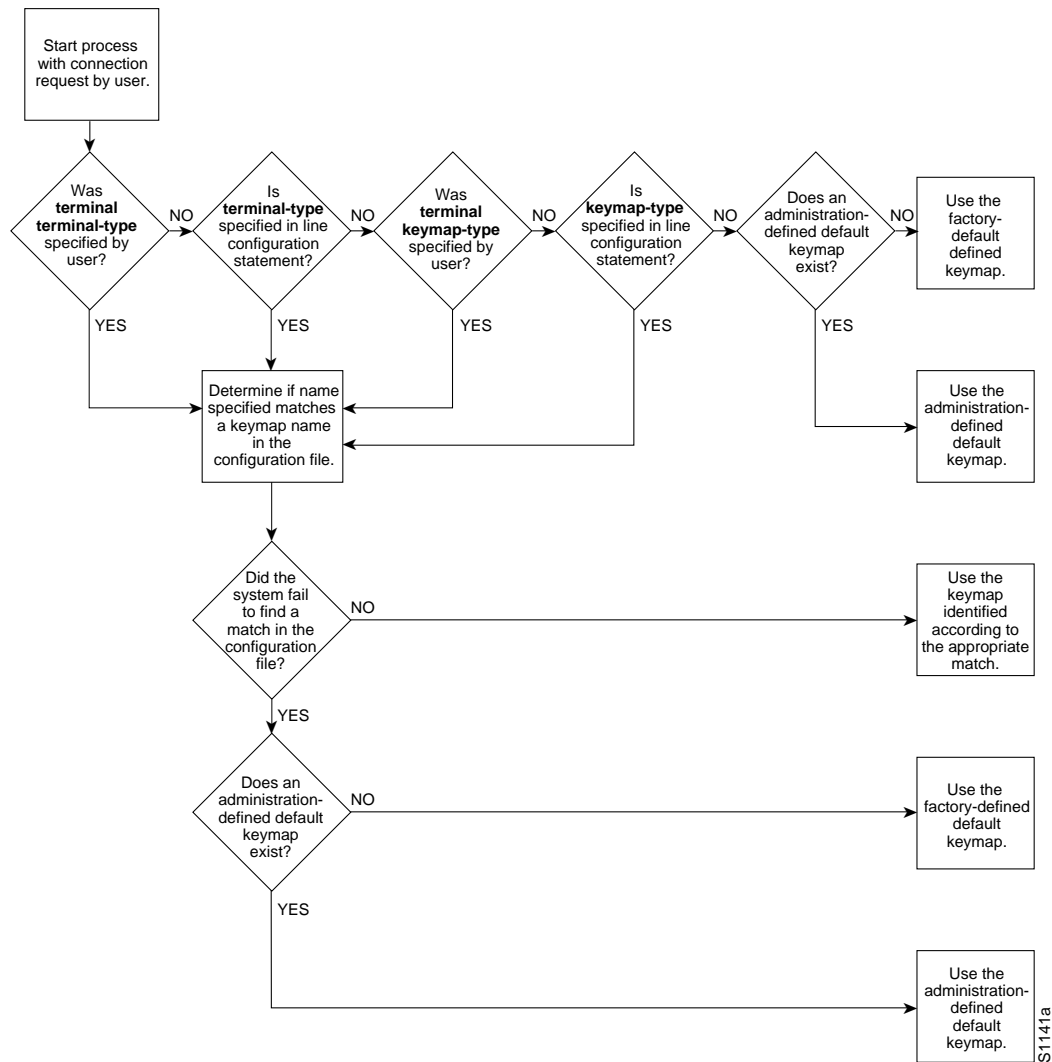 Start process
with connection
request by user.
Was
terminal
terminal-type
specified by
user?
NO
YES
Is
terminal-type
specified in line
configuration
statement?
NO
YES
Was
terminal
keymap-type
specified by
user?
NO
YES
Is
keymap-type
specified in line
configuration
statement?
NO
YES
Does an
administration-
defined default
keymap
exist?
NO
YES
Use the
factory-
default
defined
keymap.
Determine if name
specified matches
a keymap name
in the
configuration file.
Use the
administration-
defined
default
keymap.
Did the
system fail
to find a
match in the
configuration
file?
NO
YES
Use the
keymap
identified
according to
the appropriate
match.
Does an
administration-
defined default
keymap
exist?
NO
YES
Use the
factory-defined
default
keymap.
Use the
administration-
defined
default
keymap.
S1141a